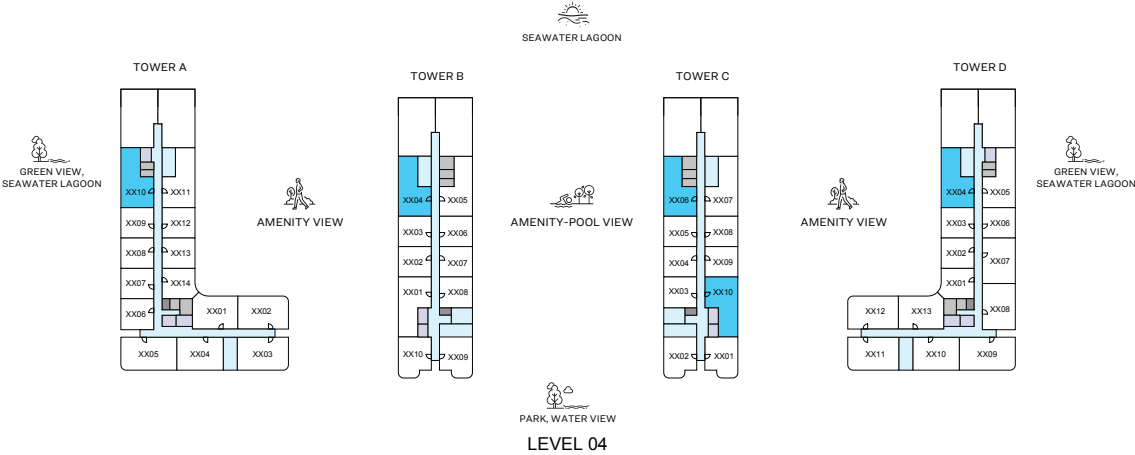 SEAWATER LAGOON
TOWER A
TOWER B
TOWER C
TOWER D
GREEN VIEW,
SEAWATER LAGOON
AMENITY VIEW
AMENITY-POOL VIEW
AMENITY VIEW
GREEN VIEW,
SEAWATER LAGOON
XX10 XX11
XX09 XX12
XX08 XX13
XX07 XX14
XX06
XX01 XX02
XX05 XX04 XX03
XX04 XX05
XX03 XX06
XX02 XX07
XX01 XX08
XX10 XX09
XX06 XX07
XX05 XX08
XX04 XX09
XX03 XX10
XX02 XX01
XX04 XX05
XX03 XX06
XX02 XX07
XX01
XX08
XX12 XX13
XX11 XX10 XX09
PARK, WATER VIEW
LEVEL 04